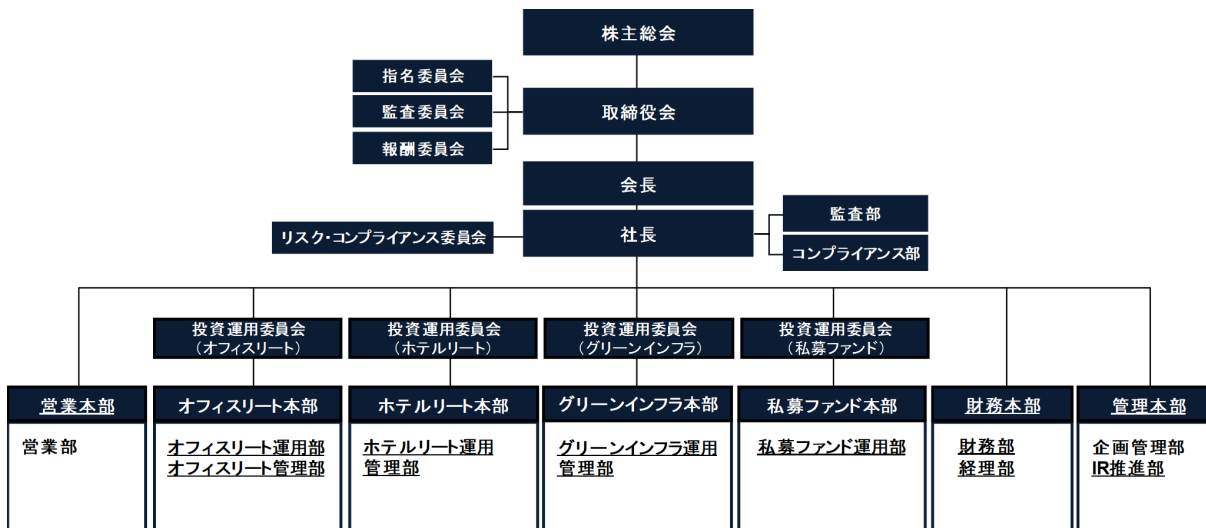 株主総会
指名委員会
監査委員会
報酬委員会
取締役会
会長
社長
リスク・コンプライアンス委員会
監査部
コンプライアンス部
投資運用委員会
（オフィスリート）
投資運用委員会
（ホテルリート）
投資運用委員会
（グリーンインフラ）
投資運用委員会
（私募ファンド）
営業本部
営業部
オフィスリート本部
オフィスリート運用部
オフィスリート管理部
ホテルリート本部
ホテルリート運用
管理部
グリーンインフラ本部
グリーンインフラ運用
管理部
私募ファンド本部
私募ファンド運用部
財務本部
財務部
経理部
管理本部
企画管理部
IR推進部